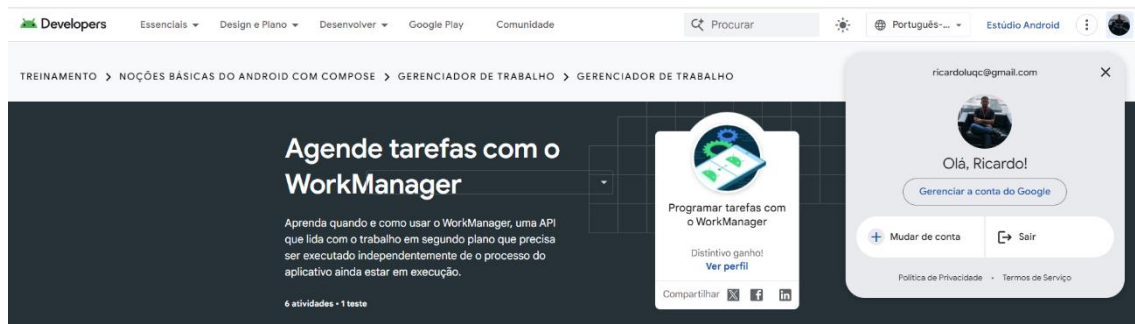 Developers Essenciais Design e Plano Desenvolver Google Play Comunidade Procurar Português-... Estúdio Android
TREINAMENTO > NOÇÕES BÁSICAS DO ANDROID COM COMPOSE > GERENCIADOR DE TRABALHO > GERENCIADOR DE TRABALHO
Agende tarefas com o
WorkManager
Aprenda quando e como usar o WorkManager, uma API
que lida com o trabalho em segundo plano que precisa
ser executado independentemente de o processo do
aplicativo ainda estar em execução.
6 atividades • 1 teste
Programar tarefas com
o WorkManager
Distintivo ganho!
Ver perfil
Compartilhar
ricardoluqc@gmail.com
Olá, Ricardo!
Gerenciar a conta do Google
Mudar de conta
Sair
Política de Privacidade • Termos de Serviço